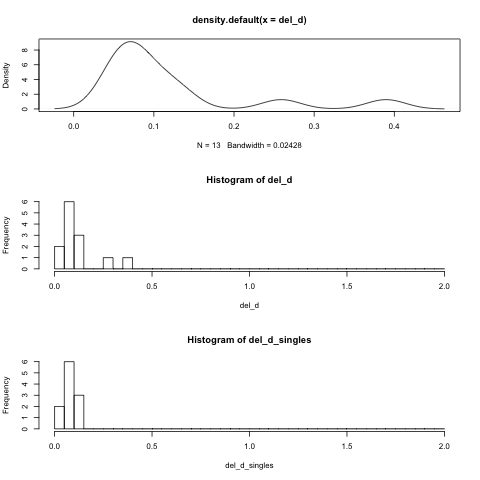 density.default(x = del_d)
Density
0 2 4 6 8
0.0 0.1 0.2 0.3 0.4
N = 13 Bandwidth = 0.02428
Histogram of del_d
Frequency
0 1 2 3 4 5 6
0.0 0.5 1.0 1.5 2.0
del_d
Histogram of del_d_singles
Frequency
0 1 2 3 4 5 6
0.0 0.5 1.0 1.5 2.0
del_d_singles